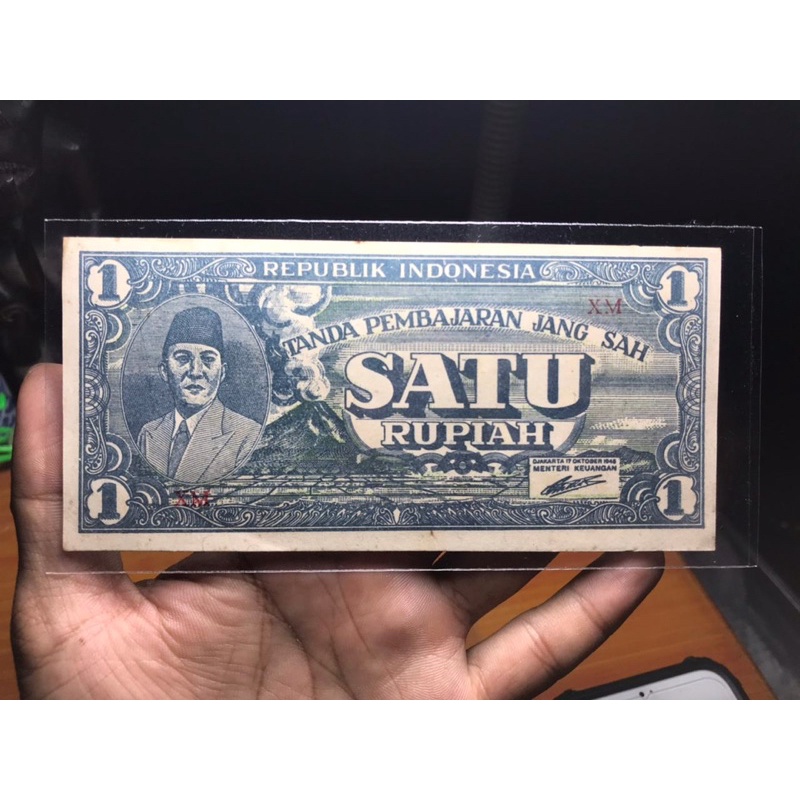 1 REPUBLIK INDONESIA 1
XM
TANDA PEMBAJARAN JANG SAH
SATU
RUPIAH
DJAKARTA 17 OKTOBER 1945
MENTERI KEUANGAN
XM
1 1